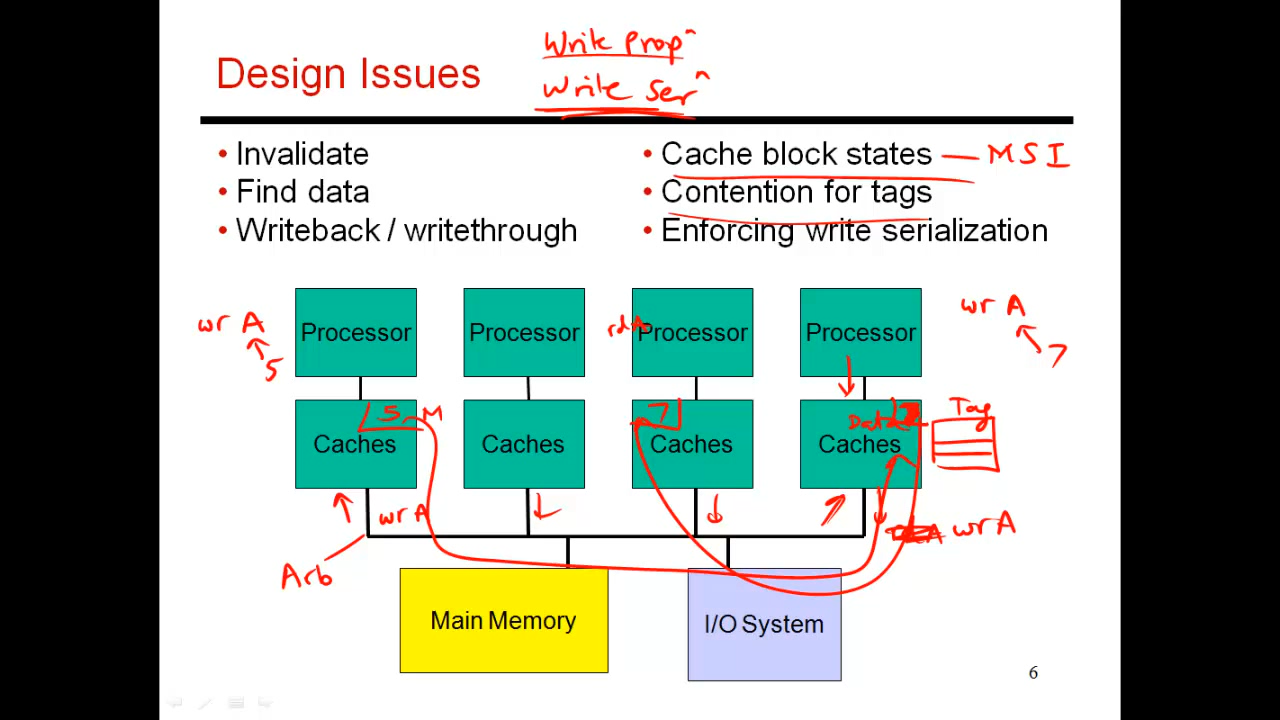 Write Prop^n
Design Issues
Write Ser^n
• Invalidate
• Find data
• Writeback / writethrough
• Cache block states — MSI
• Contention for tags
• Enforcing write serialization
wr A
5
Processor
Processor
rdA
Processor
Processor
wr A
7
5 M
Caches
Caches
7
Caches
Data
Caches
Tag
wr A
wr A
Arb
Main Memory
I/O System
6